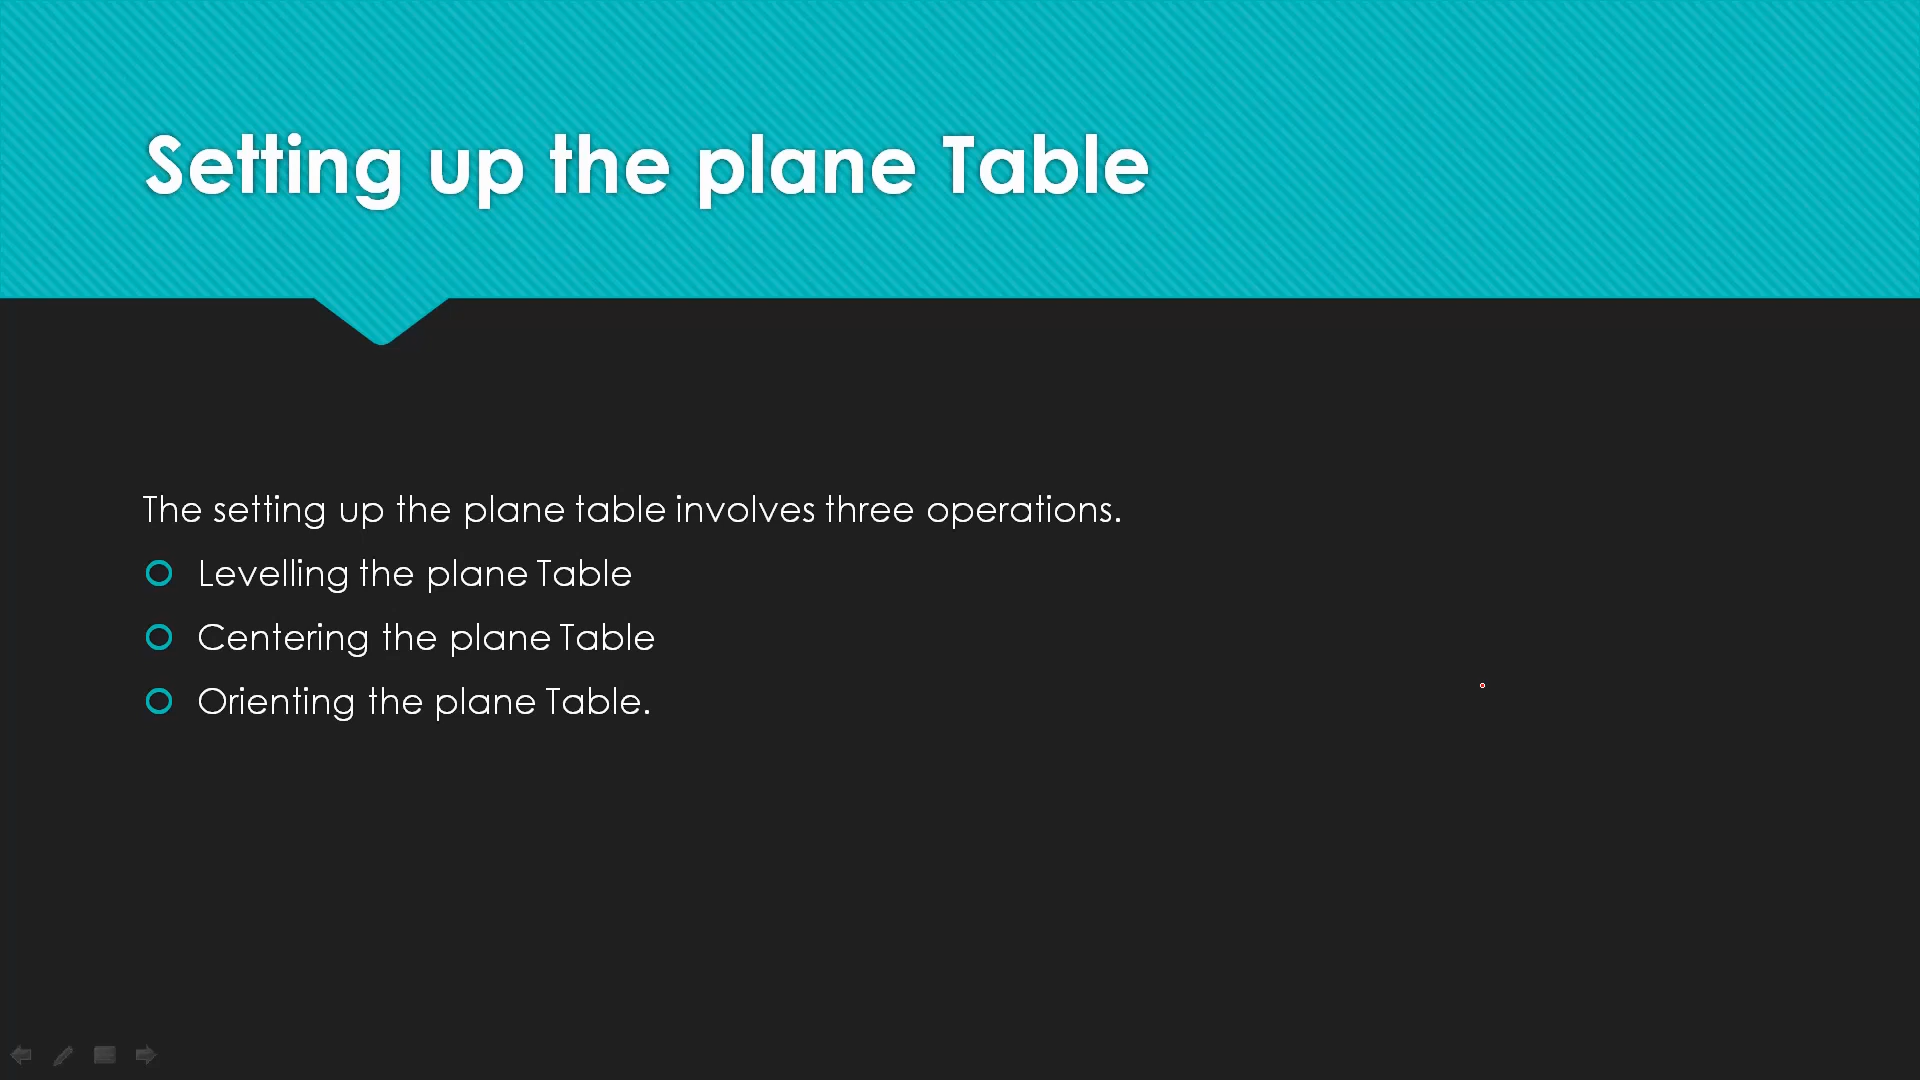 Setting up the plane Table
The setting up the plane table involves three operations.
Levelling the plane Table
Centering the plane Table
Orienting the plane Table.